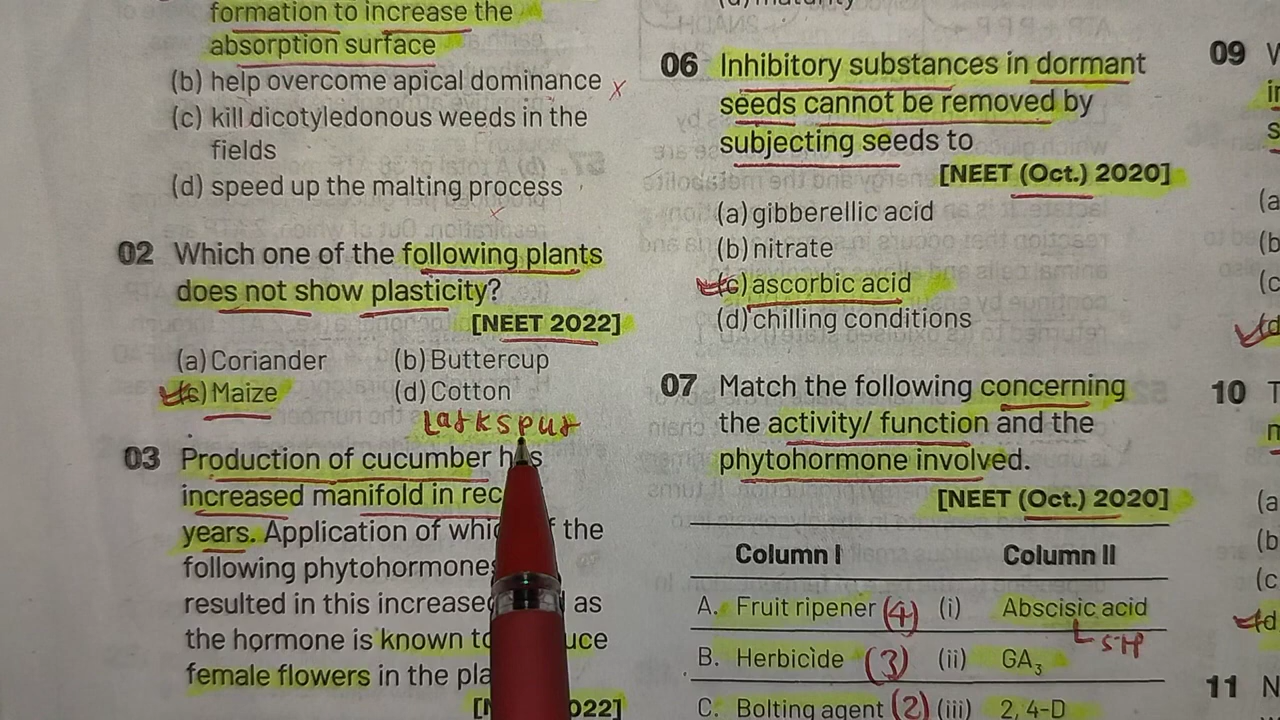 formation to increase the
absorption surface
(b) help overcome apical dominance
(c) kill dicotyledonous weeds in the
fields
(d) speed up the malting process
02 Which one of the following plants
does not show plasticity?
[NEET 2022]
(a) Coriander (b) Buttercup
(c) Maize (d) Cotton
Larkspur
03 Production of cucumber has
increased manifold in
years. Application of the
following phytohormones
resulted in this increased as
the hormone is known to
female flowers in the
(d) maturity
06 Inhibitory substances in dormant
seeds cannot be removed by
subjecting seeds to
[NEET (Oct.) 2020]
(a) gibberellic acid
(b) nitrate
(c) ascorbic acid
(d) chilling conditions
07 Match the following concerning
the activity/ function and the
phytohormone involved.
[NEET (Oct.) 2020]
Column I Column II
A. Fruit ripener (4) (i) Abscisic acid
B. Herbicide (3) (ii) GA₃
C. Bolting agent (2) (iii) 2, 4-D
09
10
11